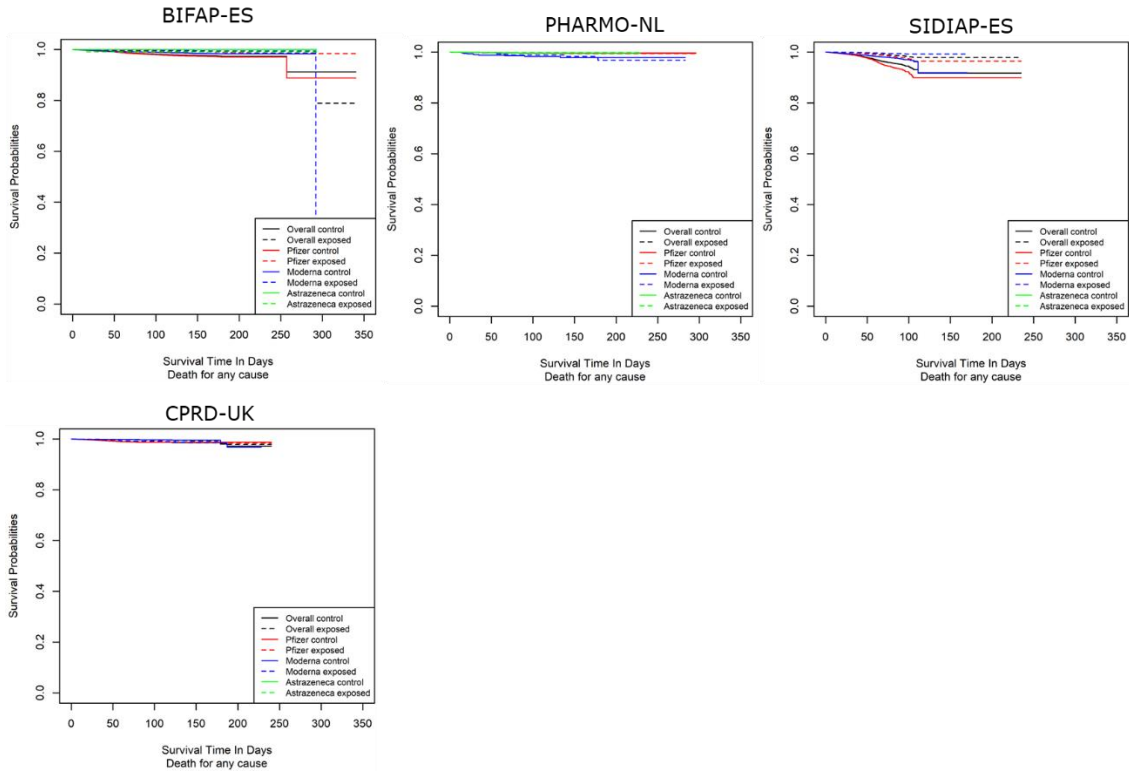 BIFAP-ES
Survival Probabilities
1.0
0.8
0.6
0.4
0.2
0.0
0 50 100 150 200 250 300 350
Overall control
Overall exposed
Pfizer control
Pfizer exposed
Moderna control
Moderna exposed
Astrazeneca control
Astrazeneca exposed
Survival Time In Days
Death for any cause
PHARMO-NL
Survival Probabilities
1.0
0.8
0.6
0.4
0.2
0.0
0 50 100 150 200 250 300 350
Overall control
Overall exposed
Pfizer control
Pfizer exposed
Moderna control
Moderna exposed
Astrazeneca control
Astrazeneca exposed
Survival Time In Days
Death for any cause
SIDIAP-ES
Survival Probabilities
1.0
0.8
0.6
0.4
0.2
0.0
0 50 100 150 200 250 300 350
Overall control
Overall exposed
Pfizer control
Pfizer exposed
Moderna control
Moderna exposed
Astrazeneca control
Astrazeneca exposed
Survival Time In Days
Death for any cause
CPRD-UK
Survival Probabilities
1.0
0.8
0.6
0.4
0.2
0.0
0 50 100 150 200 250 300 350
Overall control
Overall exposed
Pfizer control
Pfizer exposed
Moderna control
Moderna exposed
Astrazeneca control
Astrazeneca exposed
Survival Time In Days
Death for any cause